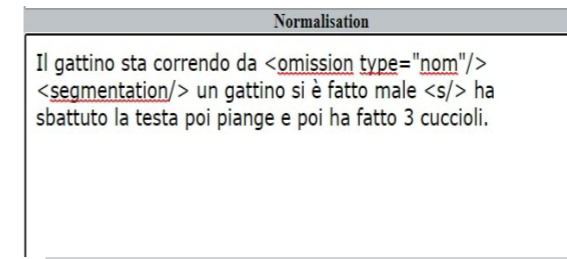 Normalisation
Il gattino sta correndo da <omission type="nom"/>
<segmentation/> un gattino si è fatto male <s/> ha
sbattuto la testa poi piange e poi ha fatto 3 cuccioli.